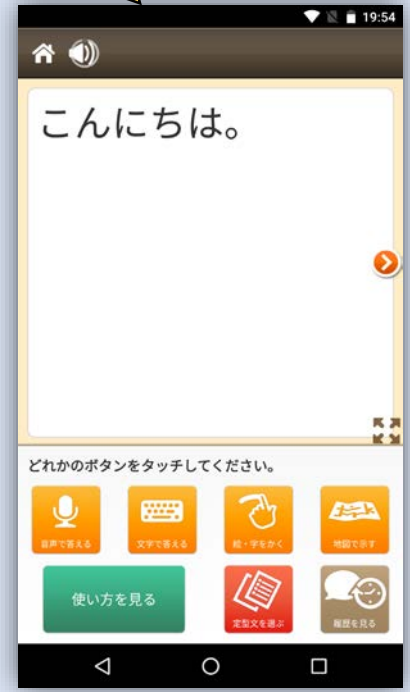 19:54
こんにちは。
どれかのボタンをタッチしてください。
音声で答える
文字で答える
絵・字をかく
地図で示す
使い方を見る
定型文を選ぶ
履歴を見る